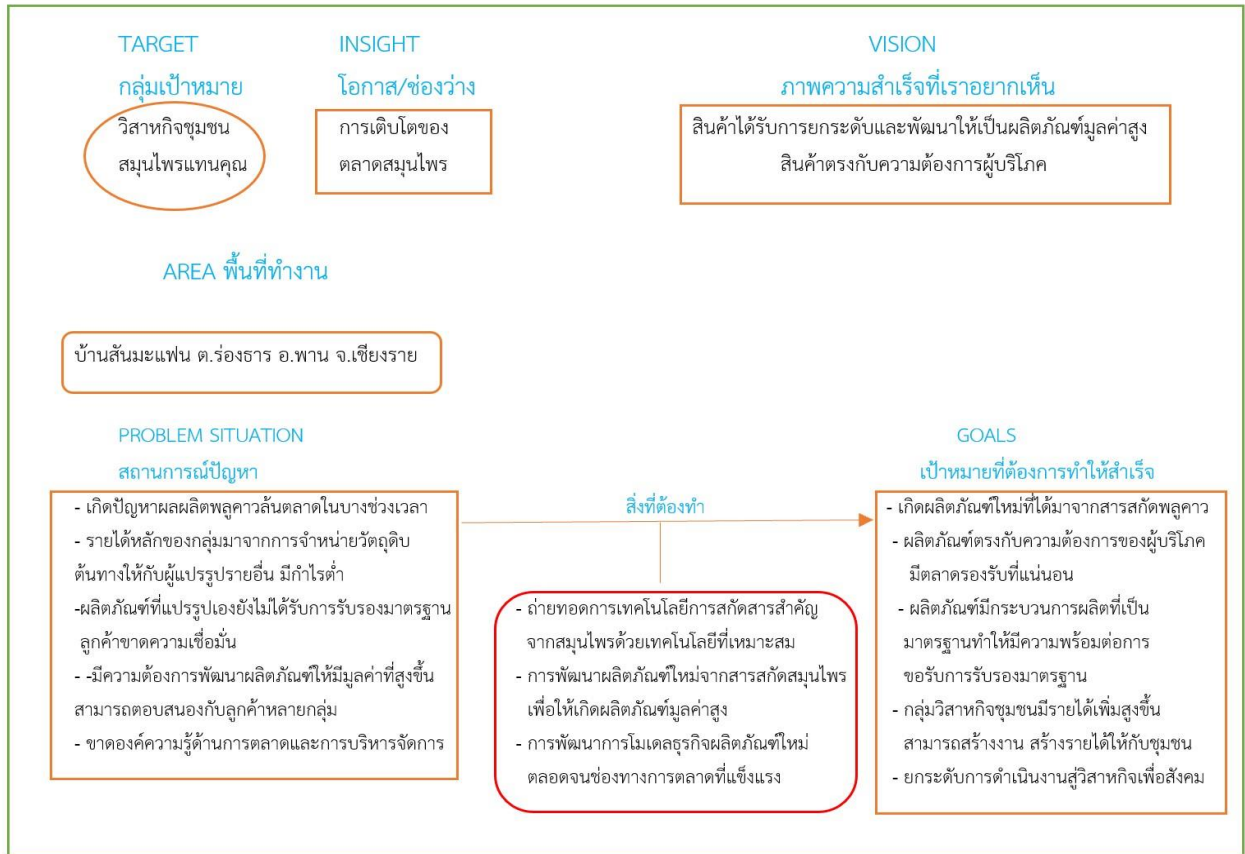 TARGET
กลุ่มเป้าหมาย
วิสาหกิจชุมชน
สมุนไพรแทนคุณ
INSIGHT
โอกาส/ช่องว่าง
การเติบโตของ
ตลาดสมุนไพร
VISION
ภาพความสำเร็จที่เราอยากเห็น
สินค้าได้รับการยกระดับและพัฒนาให้เป็นผลิตภัณฑ์มูลค่าสูง
สินค้าตรงกับความต้องการผู้บริโภค
AREA พื้นที่ทำงาน
บ้านสันมะแฟน ต.ร่องธาร อ.พาน จ.เชียงราย
PROBLEM SITUATION
สถานการณ์ปัญหา
- เกิดปัญหาผลผลิตพลูคาวล้นตลาดในบางช่วงเวลา
- รายได้หลักของกลุ่มมาจากการจำหน่ายวัตถุดิบ
ต้นทางให้กับผู้แปรรูปรายอื่น มีกำไรต่ำ
-ผลิตภัณฑ์ที่แปรรูปเองยังไม่ได้รับการรับรองมาตรฐาน
ลูกค้าขาดความเชื่อมั่น
- -มีความต้องการพัฒนาผลิตภัณฑ์ให้มีมูลค่าที่สูงขึ้น
สามารถตอบสนองกับลูกค้าหลายกลุ่ม
- ขาดองค์ความรู้ด้านการตลาดและการบริหารจัดการ
สิ่งที่ต้องทำ
- ถ่ายทอดการเทคโนโลยีการสกัดสารสำคัญ
จากสมุนไพรด้วยเทคโนโลยีที่เหมาะสม
- การพัฒนาผลิตภัณฑ์ใหม่จากสารสกัดสมุนไพร
เพื่อให้เกิดผลิตภัณฑ์มูลค่าสูง
- การพัฒนาการโมเดลธุรกิจผลิตภัณฑ์ใหม่
ตลอดจนช่องทางการตลาดที่แข็งแรง
GOALS
เป้าหมายที่ต้องการทำให้สำเร็จ
- เกิดผลิตภัณฑ์ใหม่ที่ได้มาจากสารสกัดพลูคาว
- ผลิตภัณฑ์ตรงกับความต้องการของผู้บริโภค
มีตลาดรองรับที่แน่นอน
- ผลิตภัณฑ์มีกระบวนการผลิตที่เป็น
มาตรฐานทำให้มีความพร้อมต่อการ
ขอรับการรับรองมาตรฐาน
- กลุ่มวิสาหกิจชุมชนมีรายได้เพิ่มสูงขึ้น
สามารถสร้างงาน สร้างรายได้ให้กับชุมชน
- ยกระดับการดำเนินงานสู่วิสาหกิจเพื่อสังคม